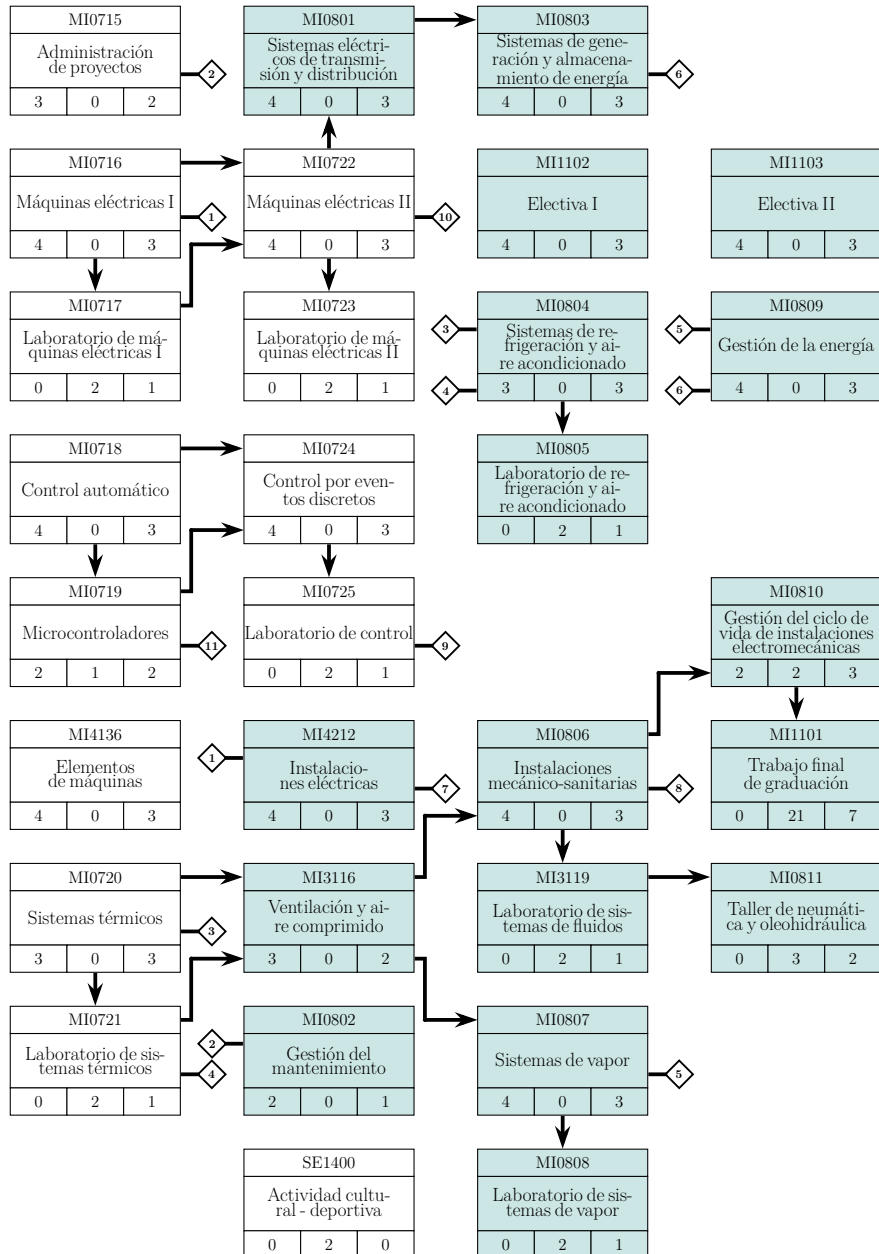 MI0715
Administración
de proyectos
3 0 2
2
MI0801
Sistemas eléctri-
cos de transmi-
sión y distribución
4 0 3
MI0803
Sistemas de gene-
ración y almacena-
miento de energía
4 0 3
6
MI0716
Máquinas eléctricas I
4 0 3
1
MI0722
Máquinas eléctricas II
4 0 3
10
MI1102
Electiva I
4 0 3
MI1103
Electiva II
4 0 3
MI0717
Laboratorio de má-
quinas eléctricas I
0 2 1
MI0723
Laboratorio de má-
quinas eléctricas II
0 2 1
3
4
MI0804
Sistemas de re-
frigeración y ai-
re acondicionado
3 0 3
5
6
MI0809
Gestión de la energía
4 0 3
MI0718
Control automático
4 0 3
MI0724
Control por even-
tos discretos
4 0 3
MI0805
Laboratorio de re-
frigeración y ai-
re acondicionado
0 2 1
MI0719
Microcontroladores
2 1 2
11
MI0725
Laboratorio de control
0 2 1
9
MI0810
Gestión del ciclo de
vida de instalaciones
electromecánicas
2 2 3
MI4136
Elementos
de máquinas
4 0 3
1
MI4212
Instalacio-
nes eléctricas
4 0 3
7
MI0806
Instalaciones
mecánico-sanitarias
4 0 3
8
MI1101
Trabajo final
de graduación
0 21 7
MI0720
Sistemas térmicos
3 0 3
3
MI3116
Ventilación y ai-
re comprimido
3 0 2
MI3119
Laboratorio de sis-
temas de fluidos
0 2 1
MI0811
Taller de neumáti-
ca y oleohidráulica
0 3 2
MI0721
Laboratorio de sis-
temas térmicos
0 2 1
2
4
MI0802
Gestión del
mantenimiento
2 0 1
MI0807
Sistemas de vapor
4 0 3
5
SE1400
Actividad cultu-
ral - deportiva
0 2 0
MI0808
Laboratorio de sis-
temas de vapor
0 2 1